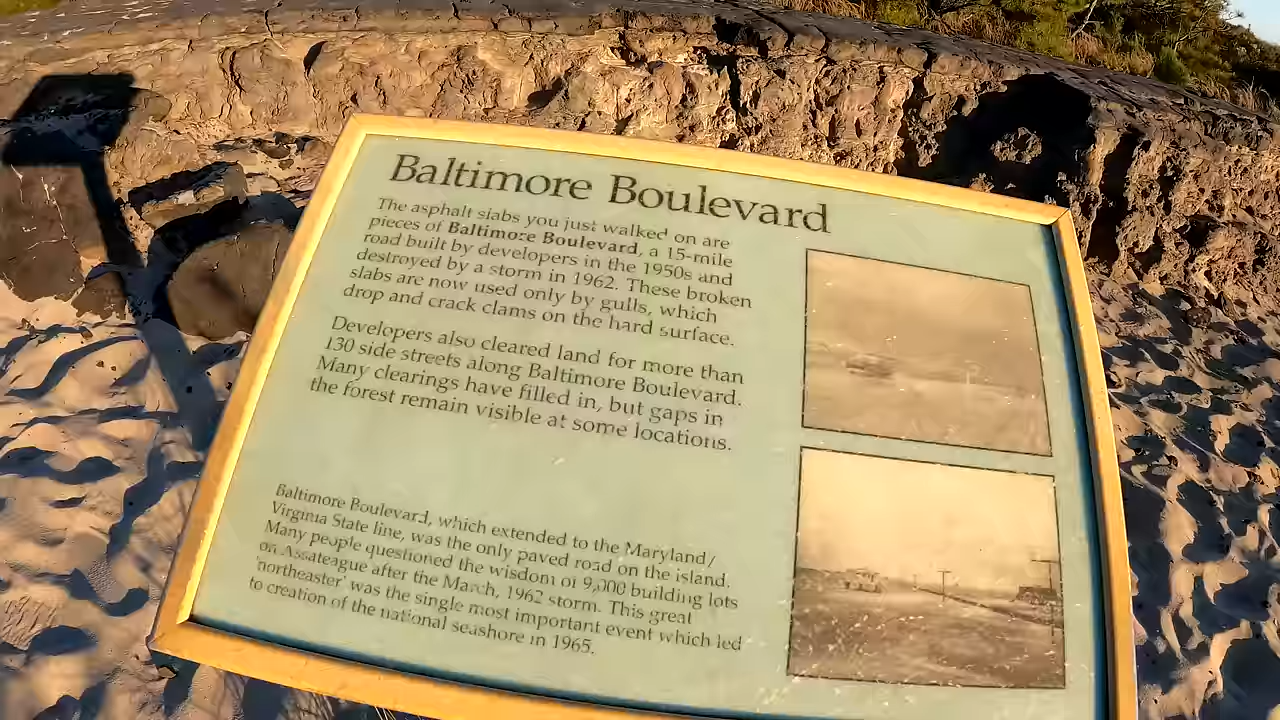 Baltimore Boulevard
The asphalt slabs you just walked on are
pieces of Baltimore Boulevard, a 15-mile
road built by developers in the 1950s and
destroyed by a storm in 1962. These broken
slabs are now used only by gulls, which
drop and crack clams on the hard surface.
Developers also cleared land for more than
130 side streets along Baltimore Boulevard.
Many clearings have filled in, but gaps in
the forest remain visible at some locations.
Baltimore Boulevard, which extended to the Maryland/
Virginia State line, was the only paved road on the island.
Many people questioned the wisdom of 9,000 building lots
on Assateague after the March, 1962 storm. This great
'northeaster' was the single most important event which led
to creation of the national seashore in 1965.